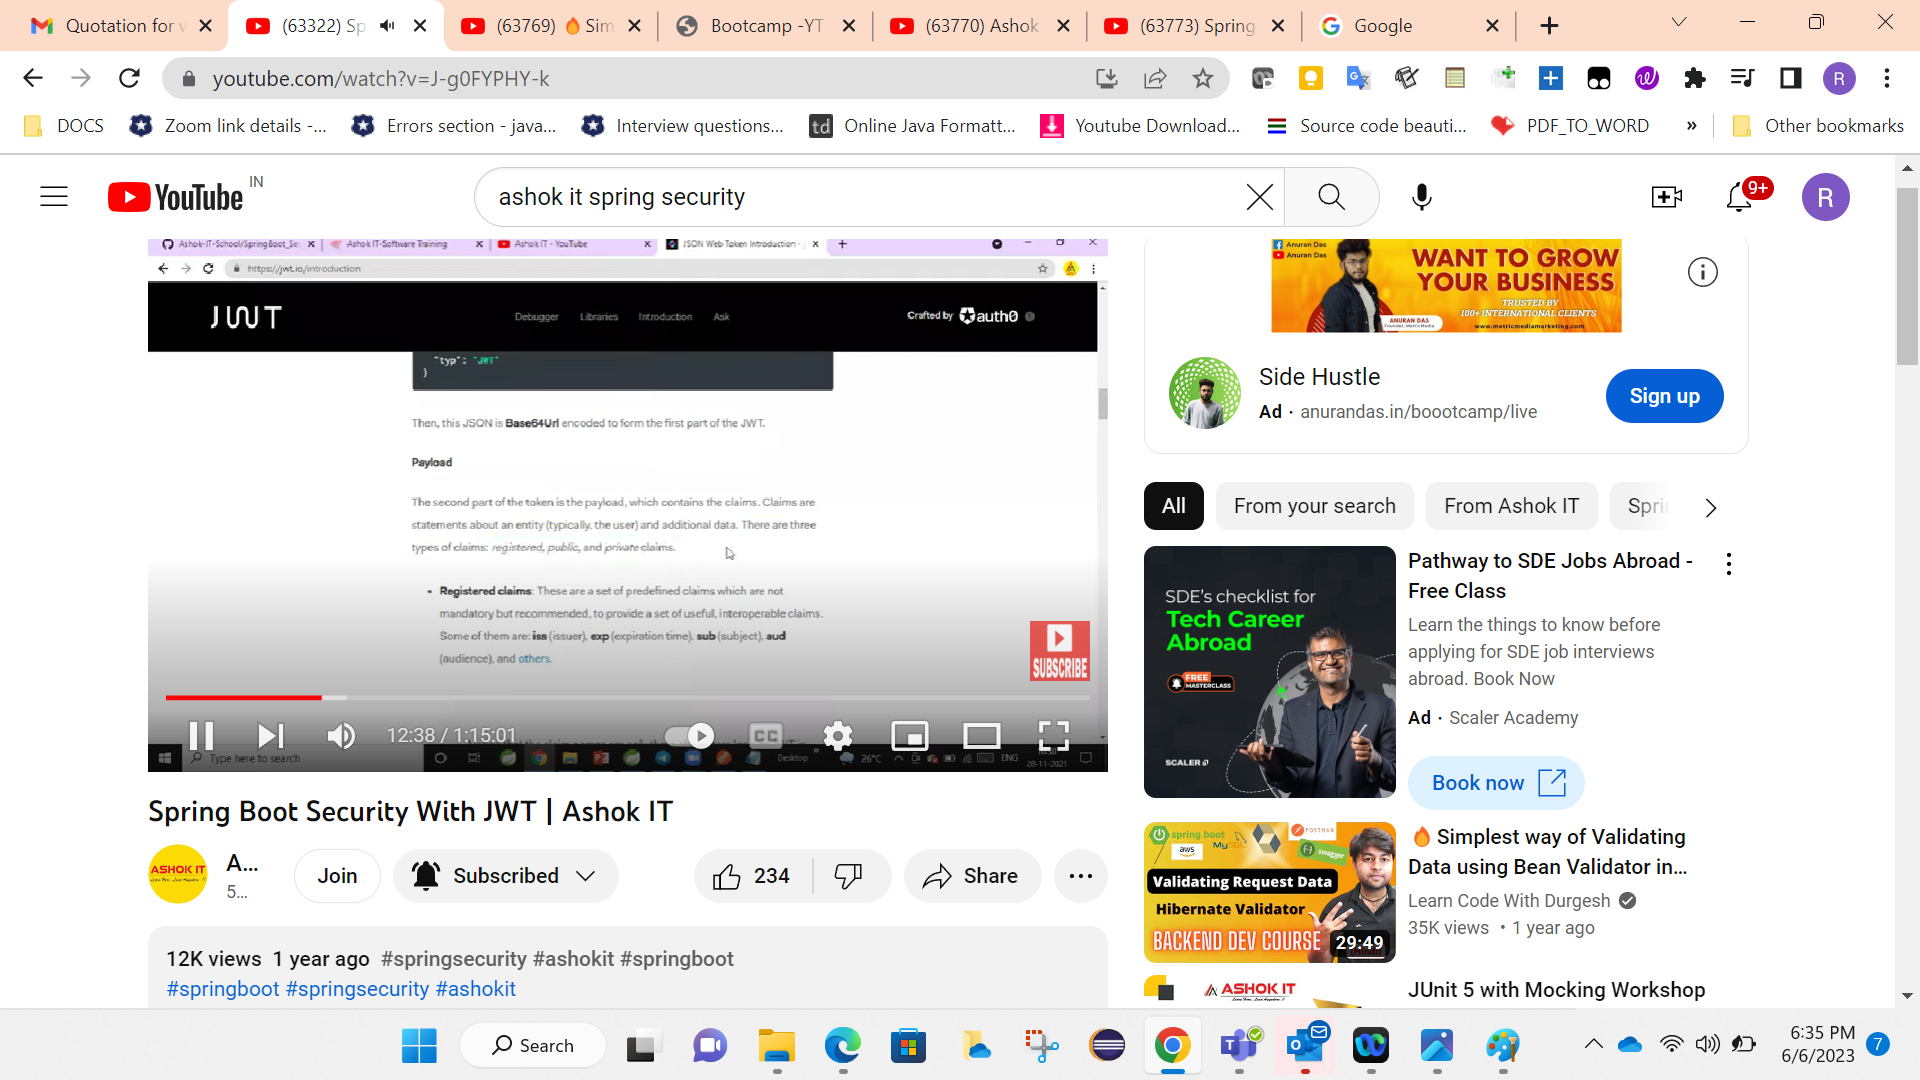 Quotation for w
(63322) Sp
(63769) 🔥 Sim
Bootcamp -YT
(63770) Ashok
(63773) Spring
Google
youtube.com/watch?v=J-g0FYPHY-k
R
DOCS
Zoom link details -...
Errors section - java...
Interview questions...
td Online Java Formatt...
Youtube Download...
Source code beauti...
PDF_TO_WORD
»
Other bookmarks
YouTube IN
ashok it spring security
9+
R
Ashok-IT-School/SpringBoot_Se
Ashok IT-Software Training
Ashok IT - YouTube
JSON Web Token Introduction -
https://jwt.io/introduction
JWT
Debugger Libraries Introduction Ask
Crafted by auth0
"typ": "JWT"
}
Then, this JSON is Base64Url encoded to form the first part of the JWT.
Payload
The second part of the token is the payload, which contains the claims. Claims are
statements about an entity (typically, the user) and additional data. There are three
types of claims: registered, public, and private claims.
• Registered claims: These are a set of predefined claims which are not
mandatory but recommended, to provide a set of useful, interoperable claims.
Some of them are: iss (issuer), exp (expiration time), sub (subject), aud
(audience), and others.
SUBSCRIBE
12:38 / 1:15:01
CC
Type here to search
Desktop
26°C
ENG
28-11-2021
Spring Boot Security With JWT | Ashok IT
ASHOK IT
A...
5...
Join
Subscribed
234
Share
12K views 1 year ago #springsecurity #ashokit #springboot
#springboot #springsecurity #ashokit
Anuran Das
Anuran Das
WANT TO GROW
YOUR BUSINESS
TRUSTED BY
100+ INTERNATIONAL CLIENTS
ANURAN DAS
www.metricmediamarketing.com
Side Hustle
Ad · anurandas.in/boootcamp/live
Sign up
All
From your search
From Ashok IT
Spri
SDE's checklist for
Tech Career
Abroad
FREE
MASTERCLASS
SCALER
Pathway to SDE Jobs Abroad -
Free Class
Learn the things to know before
applying for SDE job interviews
abroad. Book Now
Ad · Scaler Academy
Book now
spring boot
MySQL
POSTMAN
aws
swagger
Validating Request Data
Hibernate Validator
BACKEND DEV COURSE
29:49
🔥 Simplest way of Validating
Data using Bean Validator in...
Learn Code With Durgesh
35K views • 1 year ago
ASHOK IT
JUnit 5 with Mocking Workshop
Search
6:35 PM
6/6/2023
7